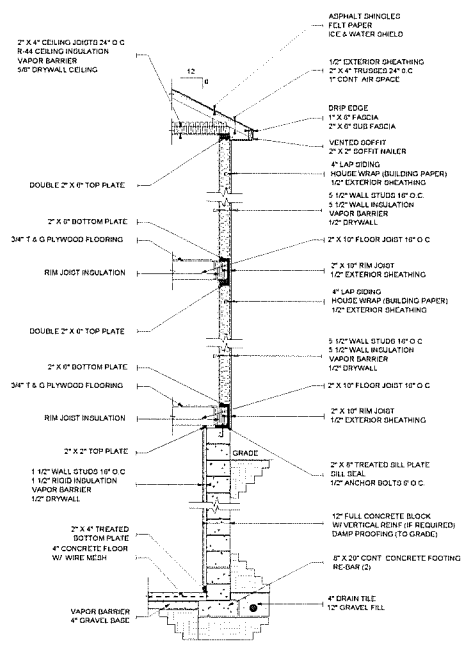 ASPHALT SHINGLES
FELT PAPER
ICE & WATER SHIELD
2" X 4" CEILING JOISTS 24" O.C
R-44 CEILING INSULATION
VAPOR BARRIER
5/8" DRYWALL CEILING
12
1/2" EXTERIOR SHEATHING
2" X 4" TRUSSES 24" O.C
1" CONT AIR SPACE
DRIP EDGE
1" X 6" FASCIA
2" X 6" SUB FASCIA
VENTED SOFFIT
2" X 2" SOFFIT NAILER
DOUBLE 2" X 6" TOP PLATE
4" LAP SIDING
HOUSE WRAP (BUILDING PAPER)
1/2" EXTERIOR SHEATHING
5 1/2" WALL STUDS 16" O.C.
5 1/2" WALL INSULATION
VAPOR BARRIER
1/2" DRYWALL
2" X 6" BOTTOM PLATE
3/4" T & G PLYWOOD FLOORING
2" X 10" FLOOR JOIST 16" O.C
RIM JOIST INSULATION
2" X 10" RIM JOIST
1/2" EXTERIOR SHEATHING
4" LAP SIDING
HOUSE WRAP (BUILDING PAPER)
1/2" EXTERIOR SHEATHING
DOUBLE 2" X 6" TOP PLATE
5 1/2" WALL STUDS 16" O.C
5 1/2" WALL INSULATION
VAPOR BARRIER
1/2" DRYWALL
2" X 6" BOTTOM PLATE
3/4" T & G PLYWOOD FLOORING
2" X 10" FLOOR JOIST 16" O.C
RIM JOIST INSULATION
2" X 10" RIM JOIST
1/2" EXTERIOR SHEATHING
2" X 2" TOP PLATE
GRADE
2" X 8" TREATED SILL PLATE
SILL SEAL
1/2" ANCHOR BOLTS 6' O.C.
1 1/2" WALL STUDS 16" O.C
1 1/2" RIGID INSULATION
VAPOR BARRIER
1/2" DRYWALL
12" FULL CONCRETE BLOCK
W/ VERTICAL REINF (IF REQUIRED)
DAMP PROOFING (TO GRADE)
2" X 4" TREATED
BOTTOM PLATE
4" CONCRETE FLOOR
W/ WIRE MESH
8" X 20" CONT CONCRETE FOOTING
RE-BAR (2)
VAPOR BARRIER
4" GRAVEL BASE
4" DRAIN TILE
12" GRAVEL FILL